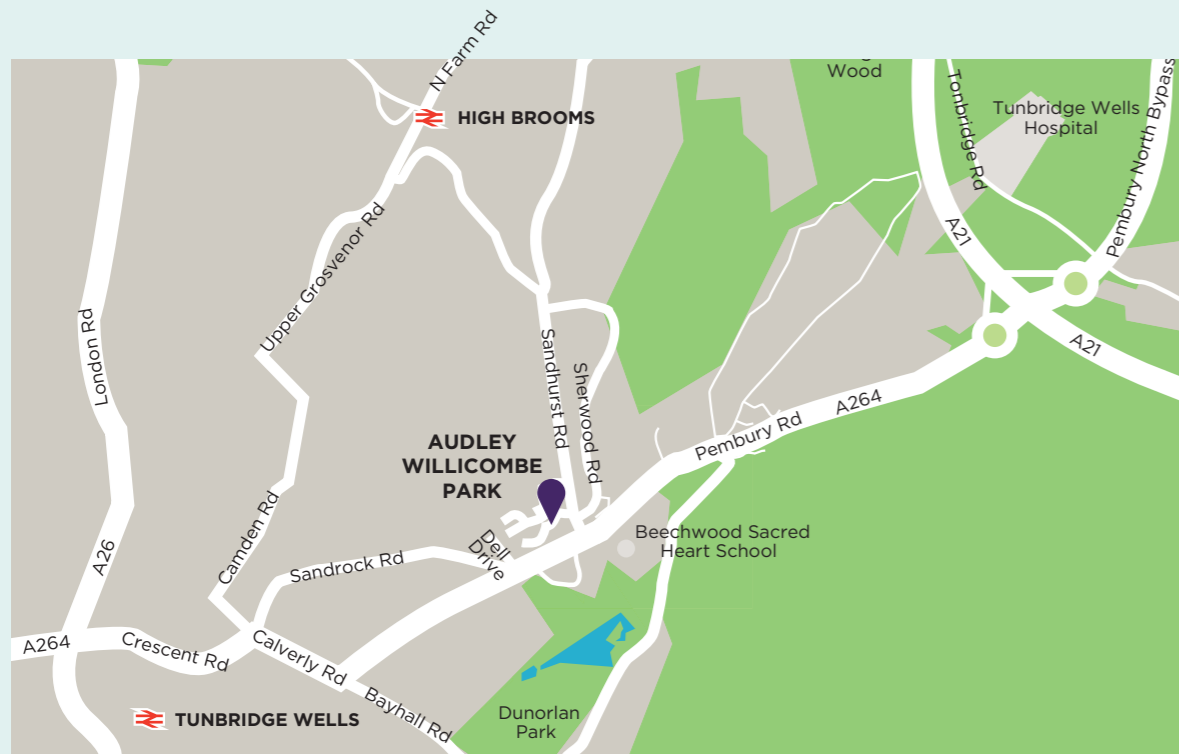 N Farm Rd
Wood
Tonbridge Rd
Tunbridge Wells
Hospital
Pembury North Bypass
HIGH BROOMS
A21
Upper Grosvenor Rd
London Rd
A21
Sandhurst Rd
Sherwood Rd
A264
Pembury Rd
AUDLEY
WILLICOMBE
PARK
A26
Camden Rd
Sandrock Rd
Dell
Drive
Beechwood Sacred
Heart School
A264
Crescent Rd
Calverly Rd
Bayhall Rd
TUNBRIDGE WELLS
Dunorlan
Park